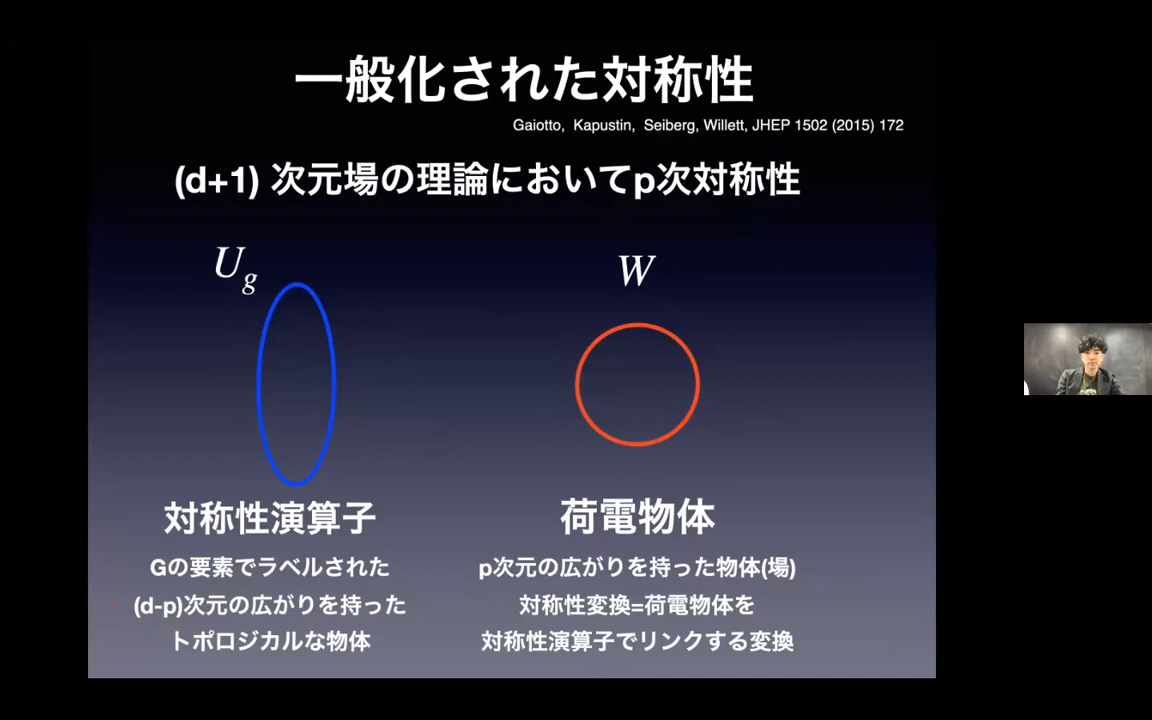 一般化された対称性
Gaiotto, Kapustin, Seiberg, Willett, JHEP 1502 (2015) 172
(d+1) 次元場の理論においてp次対称性
U_g
W
対称性演算子
Gの要素でラベルされた
(d-p)次元の広がりを持った
トポロジカルな物体
荷電物体
p次元の広がりを持った物体(場)
対称性変換=荷電物体を
対称性演算子でリンクする変換